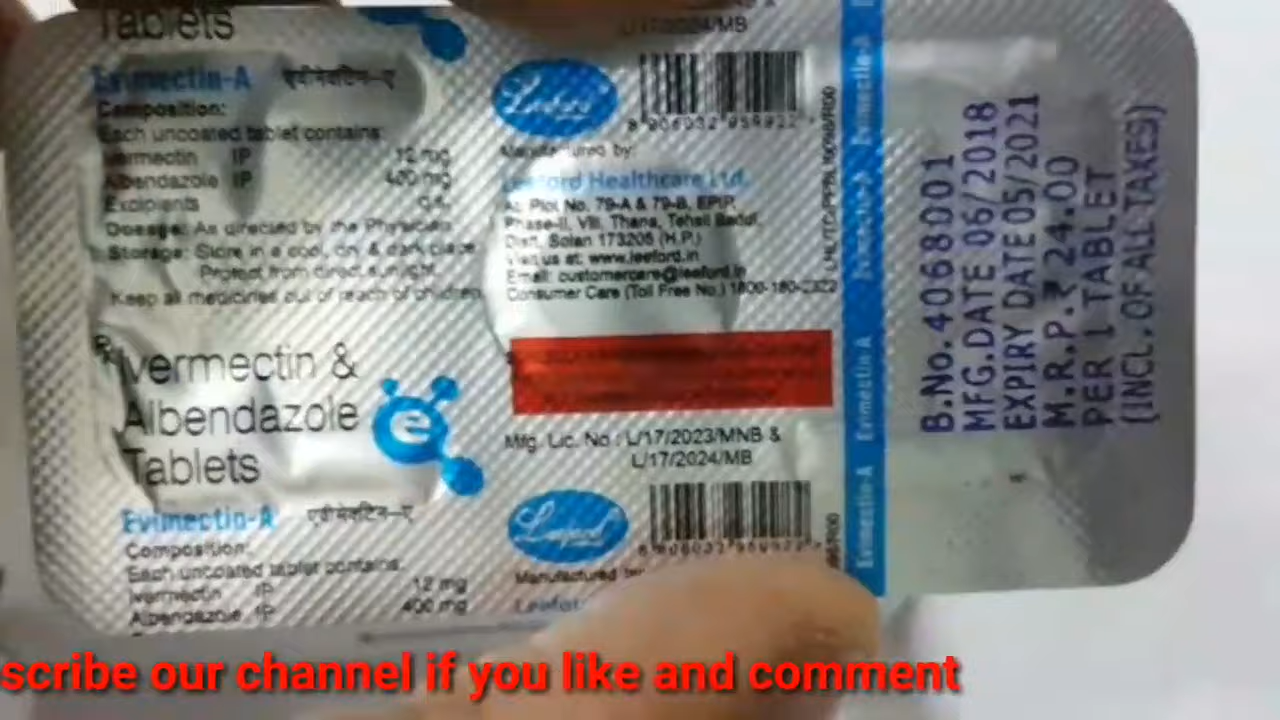 Tablets
L/17/2024/MB
Evimectin-A एवीमेक्टिन-ए
Composition:
Each uncoated tablet contains:
Ivermectin IP 12 mg
Albendazole IP 400 mg
Excipients q.s.
Dosage: As directed by the Physician
Storage: Store in a cool, dry & dark place
Protect from direct sunlight.
Keep all medicines out of reach of children
Leeford
Manufactured by:
Leeford Healthcare Ltd.
At: Plot No. 79-A & 79-B, EPIP,
Phase-II, Vill. Thana, Tehsil Baddi,
Distt. Solan 173205 (H.P.)
Visit us at: www.leeford.in
Email: customercare@leeford.in
Consumer Care (Toll Free No.) 1800-180-2322
Rx
Ivermectin &
Albendazole
Tablets
e
Mfg. Lic. No : L/17/2023/MNB &
L/17/2024/MB
Evimectin-A एवीमेक्टिन-ए
Composition:
Each uncoated tablet contains:
Ivermectin IP 12 mg
Albendazole IP 400 mg
Leeford
Manufactured by:
Evimectin-A Evimectin-A Evimectin-A Evimectin-A
B.No.4068D01
MFG.DATE 06/2018
EXPIRY DATE 05/2021
M.R.P.₹ 24.00
PER 1 TABLET
(INCL.OF ALL TAXES)
scribe our channel if you like and comment